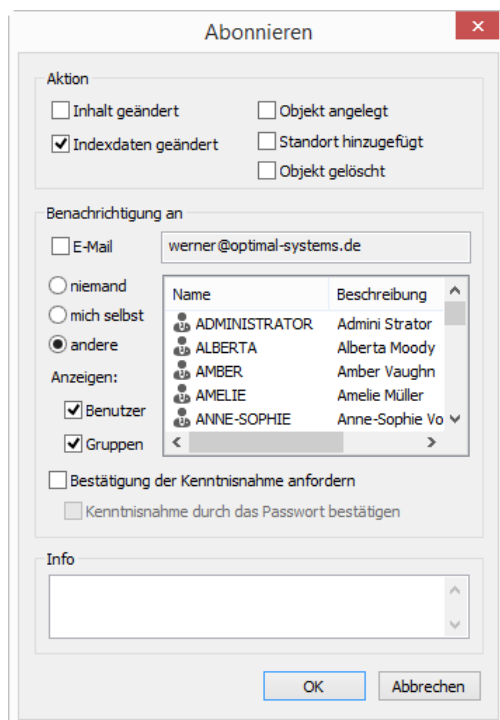 Abonnieren
Aktion
Inhalt geändert
Objekt angelegt
Indexdaten geändert
Standort hinzugefügt
Objekt gelöscht
Benachrichtigung an
E-Mail
werner@optimal-systems.de
niemand
mich selbst
andere
Anzeigen:
Benutzer
Gruppen
Name Beschreibung
ADMINISTRATOR Admini Strator
ALBERTA Alberta Moody
AMBER Amber Vaughn
AMELIE Amelie Müller
ANNE-SOPHIE Anne-Sophie Vo
Bestätigung der Kenntnisnahme anfordern
Kenntnisnahme durch das Passwort bestätigen
Info
OK Abbrechen